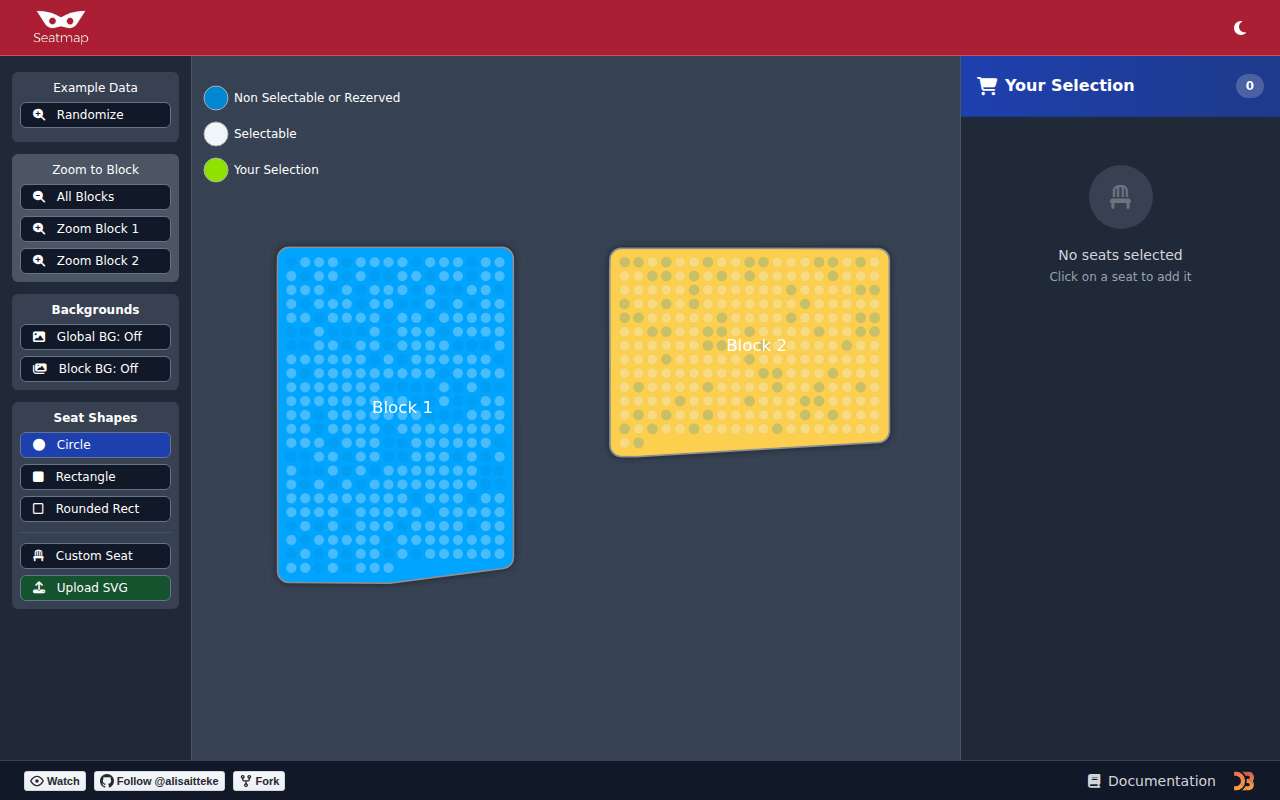 Seatmap
Example Data
Randomize
Zoom to Block
All Blocks
Zoom Block 1
Zoom Block 2
Backgrounds
Global BG: Off
Block BG: Off
Seat Shapes
Circle
Rectangle
Rounded Rect
Custom Seat
Upload SVG
Non Selectable or Rezerved
Selectable
Your Selection
Block 1
Block 2
Your Selection
0
No seats selected
Click on a seat to add it
Watch
Follow @alisaitteke
Fork
Documentation